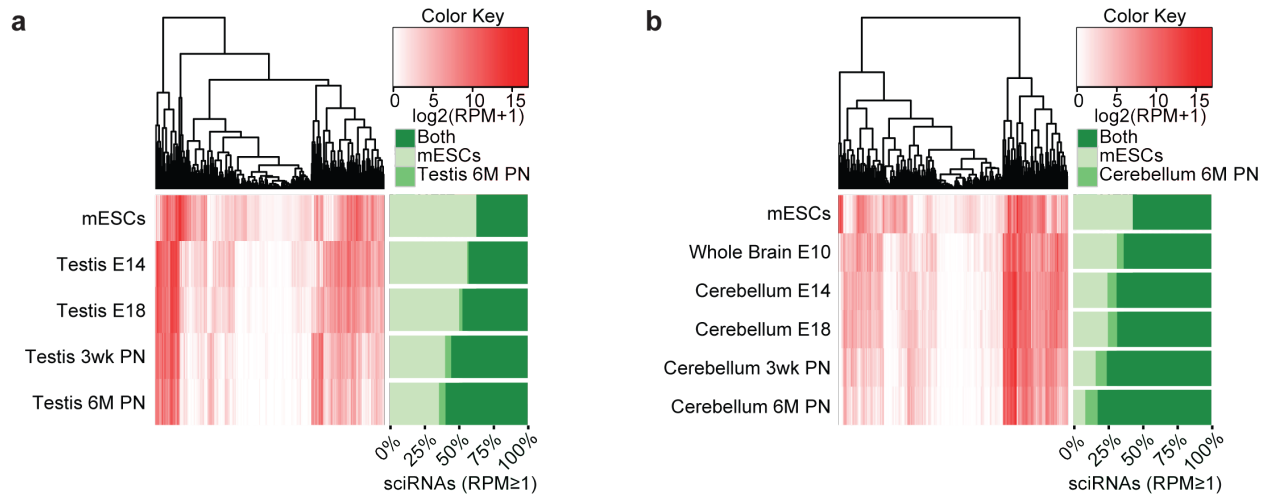 a
Color Key
0 5 10 15
log2(RPM+1)
Both
mESCs
Testis 6M PN
mESCs
Testis E14
Testis E18
Testis 3wk PN
Testis 6M PN
0% 25% 50% 75% 100%
sciRNAs (RPM≥1)
b
Color Key
0 5 10 15
log2(RPM+1)
Both
mESCs
Cerebellum 6M PN
mESCs
Whole Brain E10
Cerebellum E14
Cerebellum E18
Cerebellum 3wk PN
Cerebellum 6M PN
0% 25% 50% 75% 100%
sciRNAs (RPM≥1)